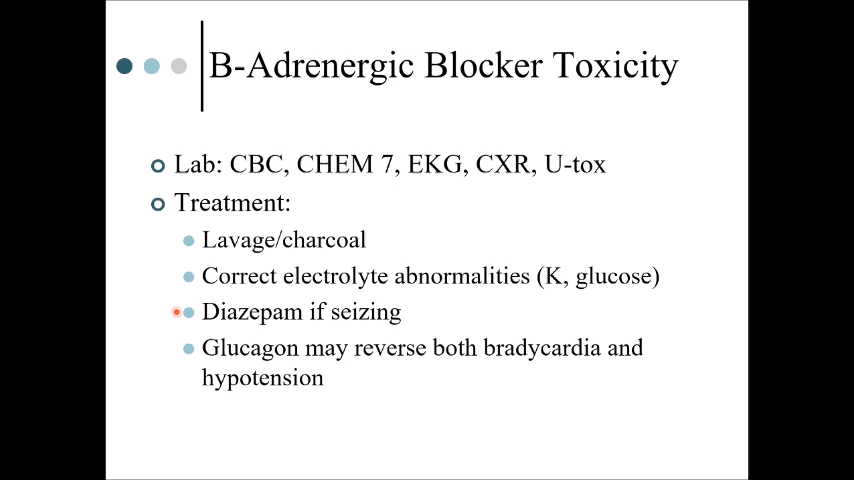 B-Adrenergic Blocker Toxicity
Lab: CBC, CHEM 7, EKG, CXR, U-tox
Treatment:
Lavage/charcoal
Correct electrolyte abnormalities (K, glucose)
Diazepam if seizing
Glucagon may reverse both bradycardia and
hypotension